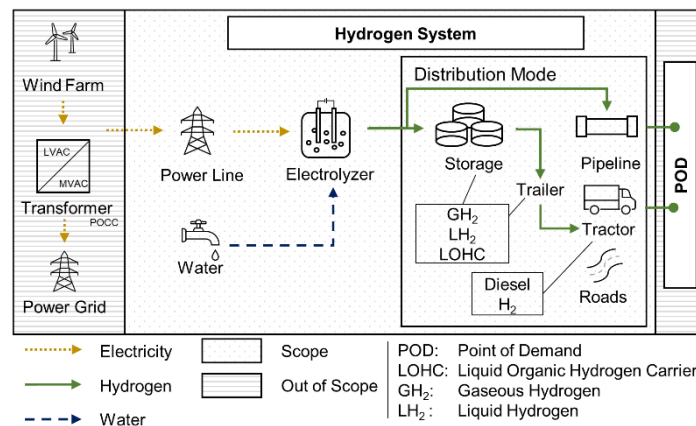 Hydrogen System
Wind Farm
LVAC
MVAC
Transformer
POCC
Power Grid
Power Line
Electrolyzer
Water
Distribution Mode
Storage
Pipeline
Trailer
GH₂
LH₂
LOHC
Tractor
Diesel
H₂
Roads
POD
Electricity
Hydrogen
Water
Scope
Out of Scope
POD: Point of Demand
LOHC: Liquid Organic Hydrogen Carrier
GH₂: Gaseous Hydrogen
LH₂: Liquid Hydrogen